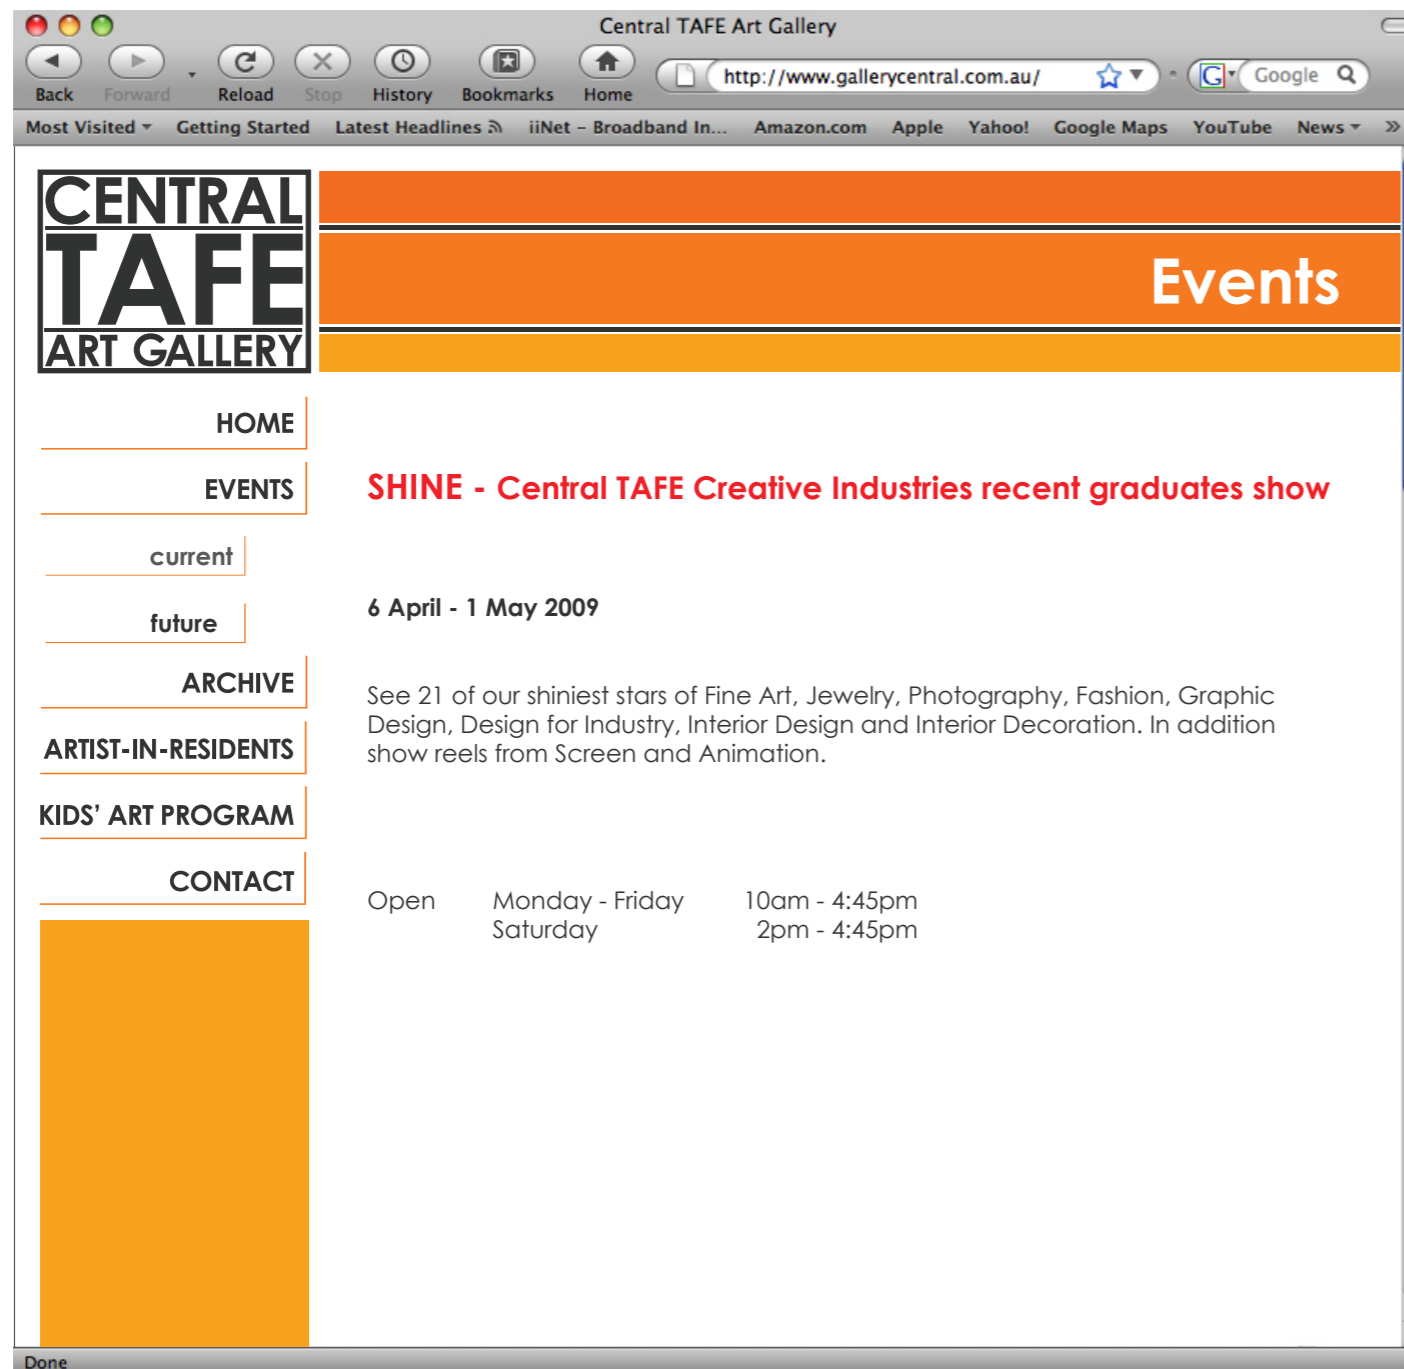 Central TAFE Art Gallery
Back Forward Reload Stop History Bookmarks Home http://www.gallerycentral.com.au/ G Google
Most Visited Getting Started Latest Headlines iiNet – Broadband In... Amazon.com Apple Yahoo! Google Maps YouTube News »
CENTRAL
TAFE
ART GALLERY
Events
HOME
EVENTS
current
future
ARCHIVE
ARTIST-IN-RESIDENTS
KIDS’ ART PROGRAM
CONTACT
SHINE - Central TAFE Creative Industries recent graduates show
6 April - 1 May 2009
See 21 of our shiniest stars of Fine Art, Jewelry, Photography, Fashion, Graphic
Design, Design for Industry, Interior Design and Interior Decoration. In addition
show reels from Screen and Animation.
Open Monday - Friday 10am - 4:45pm
Saturday 2pm - 4:45pm
Done